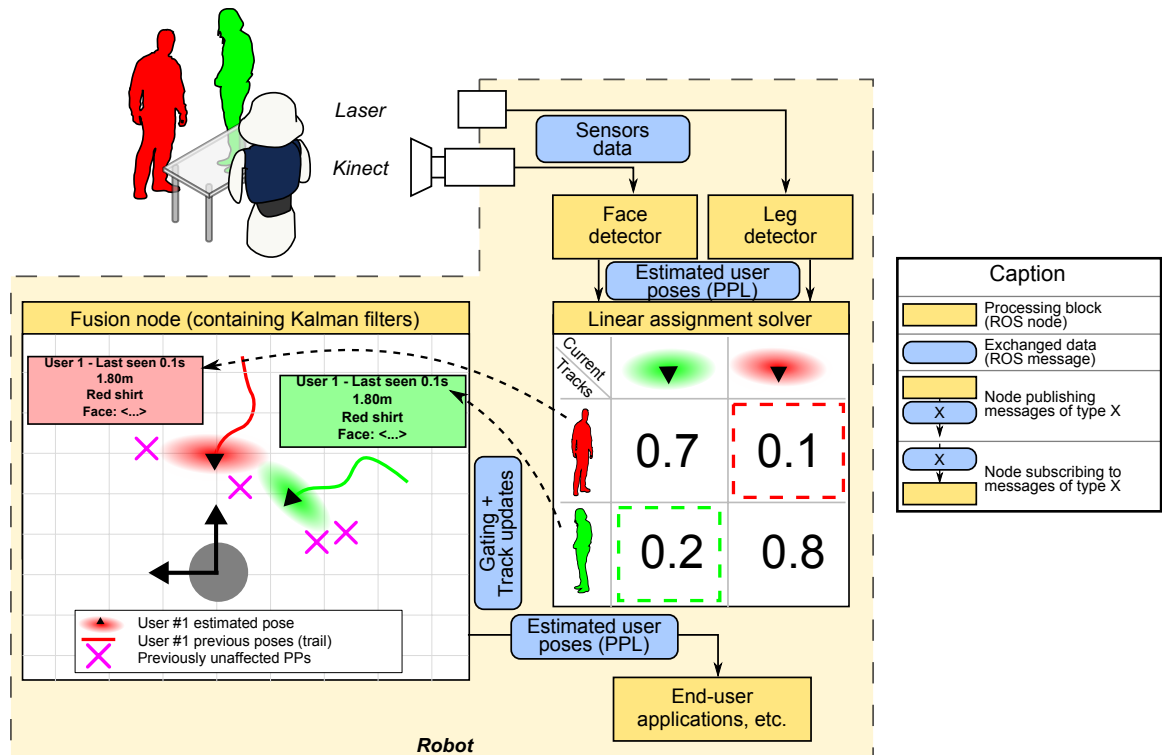 Laser
Kinect
Sensors
data
Face
detector
Leg
detector
Estimated user
poses (PPL)
Fusion node (containing Kalman filters)
User 1 - Last seen 0.1s
1.80m
Red shirt
Face: <...>
User 1 - Last seen 0.1s
1.80m
Red shirt
Face: <...>
User #1 estimated pose
User #1 previous poses (trail)
Previously unaffected PPs
Gating +
Track updates
Linear assignment solver
Current
Tracks
0.7
0.1
0.2
0.8
Estimated user
poses (PPL)
End-user
applications, etc.
Robot
Caption
Processing block
(ROS node)
Exchanged data
(ROS message)
X
Node publishing
messages of type X
X
Node subscribing to
messages of type X